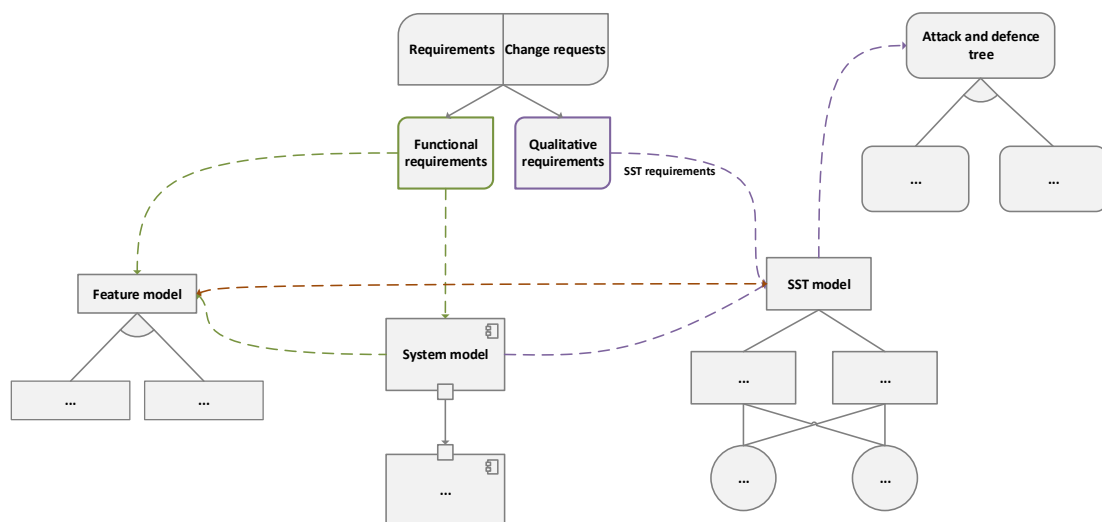 Requirements
Change requests
Attack and defence
tree
Functional
requirements
Qualitative
requirements
SST requirements
...
...
Feature model
SST model
System model
...
...
...
...
...
...
...